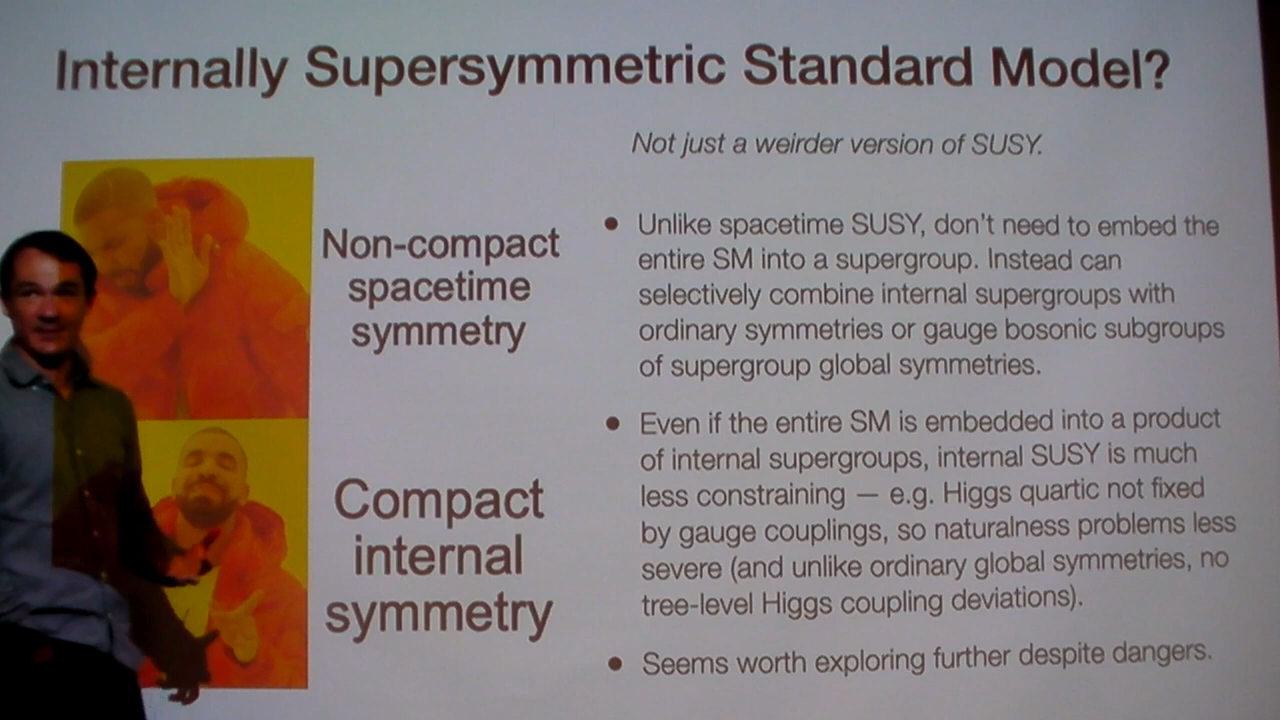 Internally Supersymmetric Standard Model?
Not just a weirder version of SUSY.
Non-compact
spacetime
symmetry
• Unlike spacetime SUSY, don't need to embed the
entire SM into a supergroup. Instead can
selectively combine internal supergroups with
ordinary symmetries or gauge bosonic subgroups
of supergroup global symmetries.
Compact
internal
symmetry
• Even if the entire SM is embedded into a product
of internal supergroups, internal SUSY is much
less constraining — e.g. Higgs quartic not fixed
by gauge couplings, so naturalness problems less
severe (and unlike ordinary global symmetries, no
tree-level Higgs coupling deviations).
• Seems worth exploring further despite dangers.